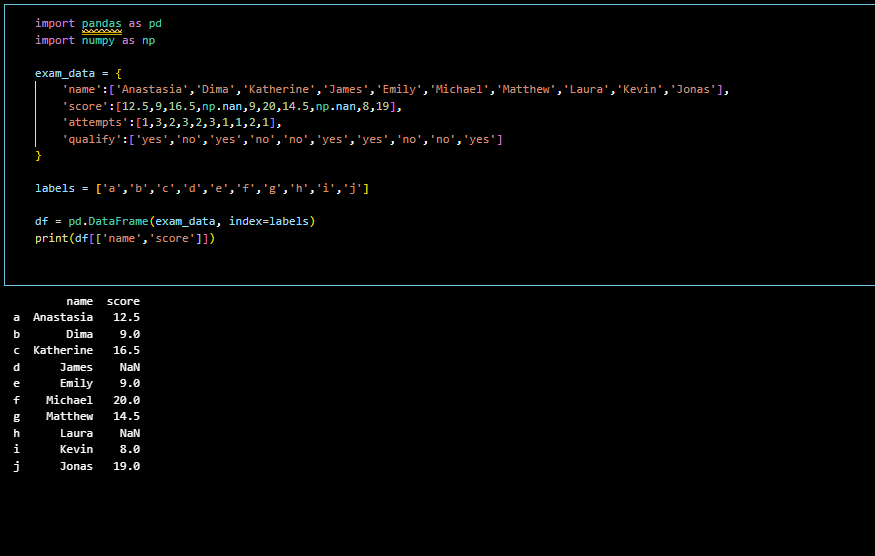 import pandas as pd
import numpy as np
exam_data = {
    'name':['Anastasia','Dima','Katherine','James','Emily','Michael','Matthew','Laura','Kevin','Jonas'],
    'score':[12.5,9,16.5,np.nan,9,20,14.5,np.nan,8,19],
    'attempts':[1,3,2,3,2,3,1,1,2,1],
    'qualify':['yes','no','yes','no','no','yes','yes','no','no','yes']
}
labels = ['a','b','c','d','e','f','g','h','i','j']
df = pd.DataFrame(exam_data, index=labels)
print(df[['name','score']])
        name  score
a  Anastasia   12.5
b       Dima    9.0
c  Katherine   16.5
d      James    NaN
e      Emily    9.0
f    Michael   20.0
g    Matthew   14.5
h      Laura    NaN
i      Kevin    8.0
j      Jonas   19.0